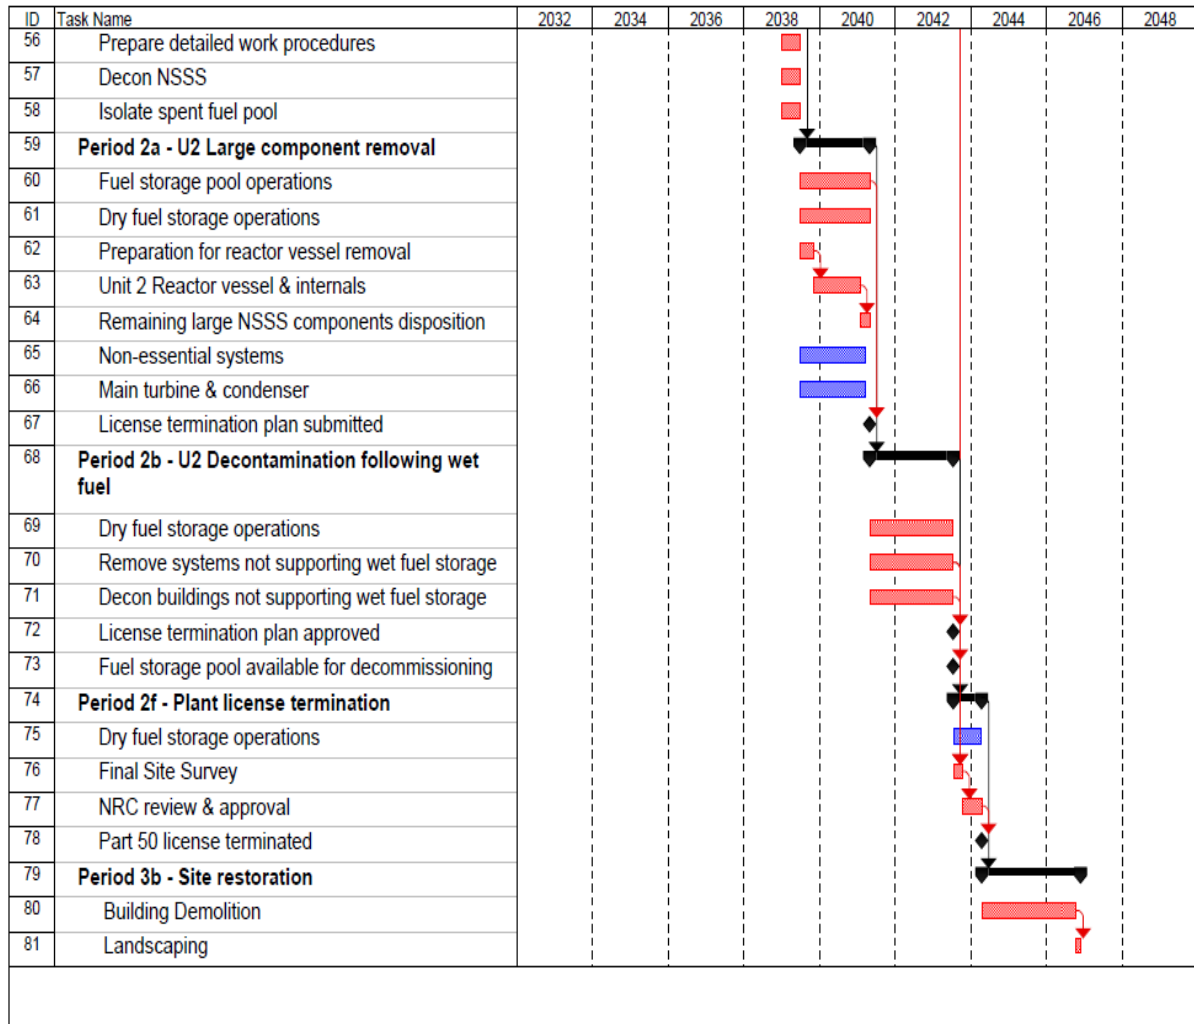 ID Task Name 2032 2034 2036 2038 2040 2042 2044 2046 2048
56 Prepare detailed work procedures
57 Decon NSSS
58 Isolate spent fuel pool
59 Period 2a - U2 Large component removal
60 Fuel storage pool operations
61 Dry fuel storage operations
62 Preparation for reactor vessel removal
63 Unit 2 Reactor vessel & internals
64 Remaining large NSSS components disposition
65 Non-essential systems
66 Main turbine & condenser
67 License termination plan submitted
68 Period 2b - U2 Decontamination following wet
fuel
69 Dry fuel storage operations
70 Remove systems not supporting wet fuel storage
71 Decon buildings not supporting wet fuel storage
72 License termination plan approved
73 Fuel storage pool available for decommissioning
74 Period 2f - Plant license termination
75 Dry fuel storage operations
76 Final Site Survey
77 NRC review & approval
78 Part 50 license terminated
79 Period 3b - Site restoration
80 Building Demolition
81 Landscaping